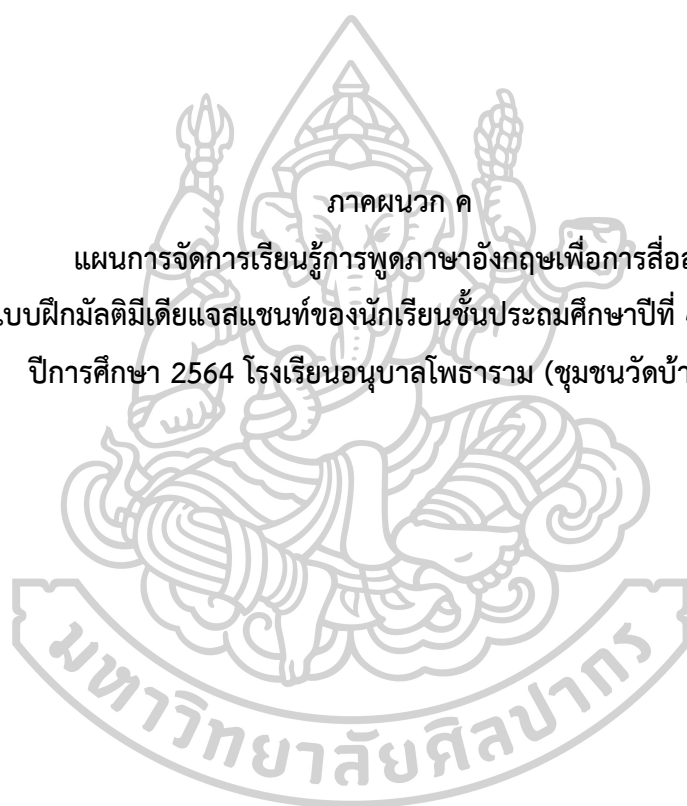 ภาคผนวก ค
แผนการจัดการเรียนรู้การพูดภาษาอังกฤษเพื่อการสื่อ
แบบฝึกมัลติมีเดียแจสแชนท์ของนักเรียนชั้นประถมศึกษาปีที่
ปีการศึกษา 2564 โรงเรียนอนุบาลโพธาราม (ชุมชนวัดบ้า
มหาวิทยาลัยศิลปากร